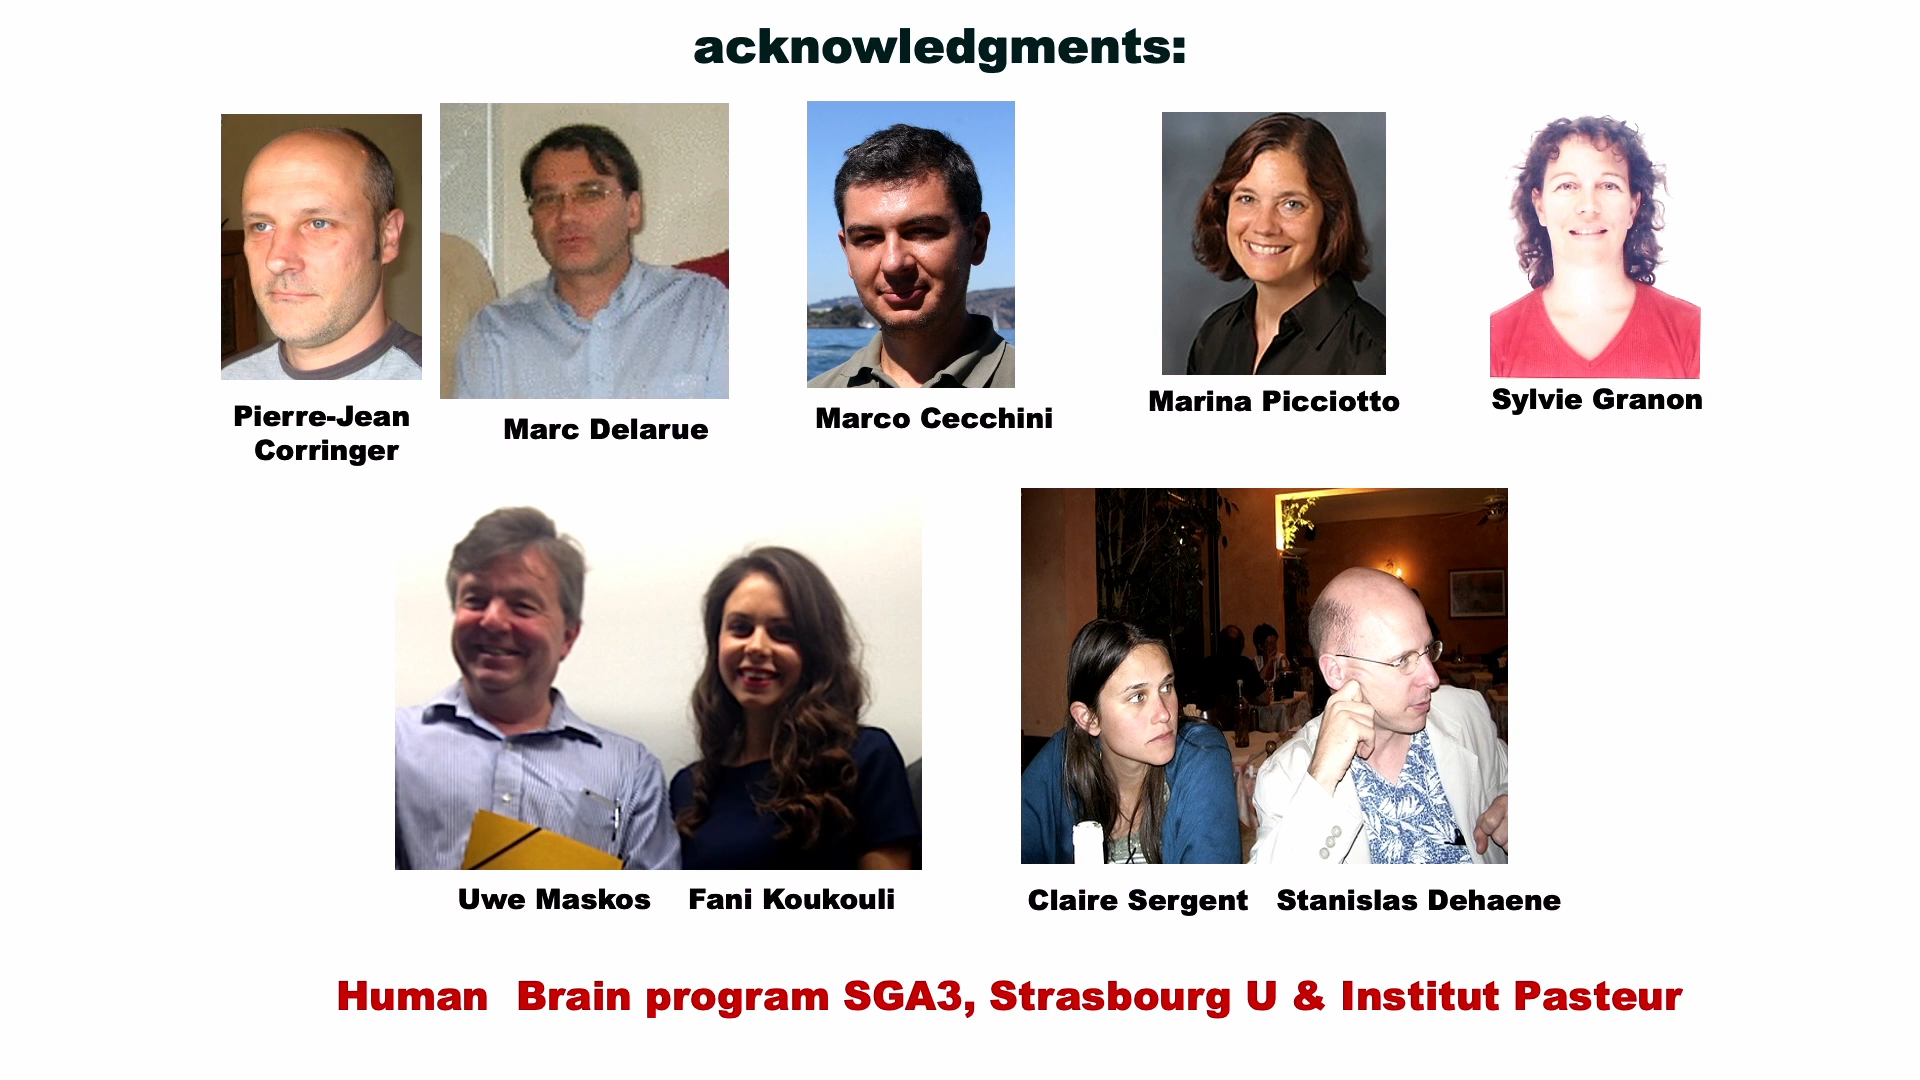 acknowledgments:
Pierre-Jean
Corringer
Marc Delarue
Marco Cecchini
Marina Picciotto
Sylvie Granon
Uwe Maskos
Fani Koukouli
Claire Sergent
Stanislas Dehaene
Human  Brain program SGA3, Strasbourg U & Institut Pasteur